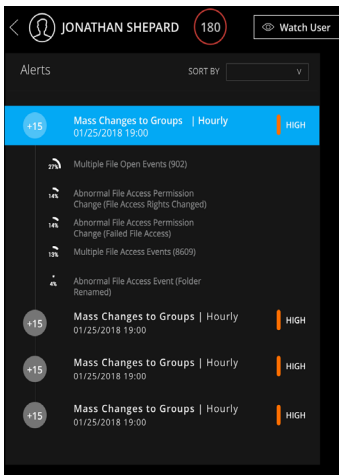 JONATHAN SHEPARD
180
Watch User
Alerts
SORT BY
V
+15
Mass Changes to Groups | Hourly
01/25/2018 19:00
HIGH
27%
Multiple File Open Events (902)
14%
Abnormal File Access Permission
Change (File Access Rights Changed)
14%
Abnormal File Access Permission
Change (Failed File Access)
13%
Multiple File Access Events (8609)
4%
Abnormal File Access Event (Folder
Renamed)
+15
Mass Changes to Groups | Hourly
01/25/2018 19:00
HIGH
+15
Mass Changes to Groups | Hourly
01/25/2018 19:00
HIGH
+15
Mass Changes to Groups | Hourly
01/25/2018 19:00
HIGH